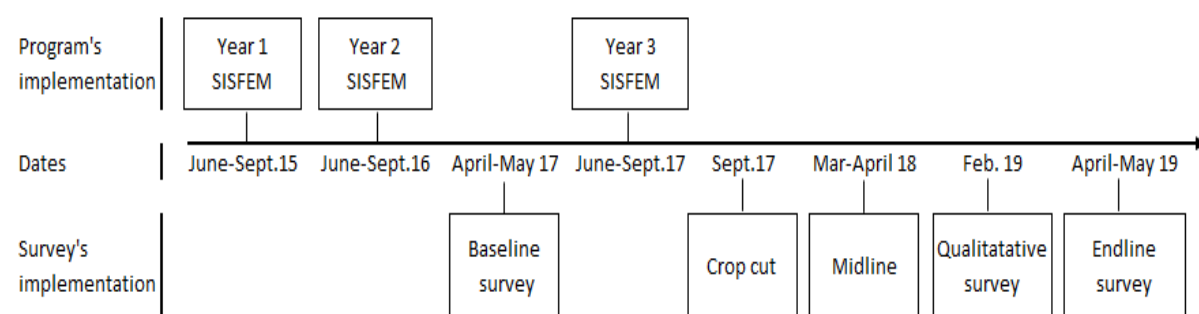 Program's
implementation
Year 1
SISFEM
Year 2
SISFEM
Year 3
SISFEM
Dates
June-Sept.15
June-Sept.16
April-May 17
June-Sept.17
Sept.17
Mar-April 18
Feb. 19
April-May 19
Survey's
implementation
Baseline
survey
Crop cut
Midline
Qualitatative
survey
Endline
survey